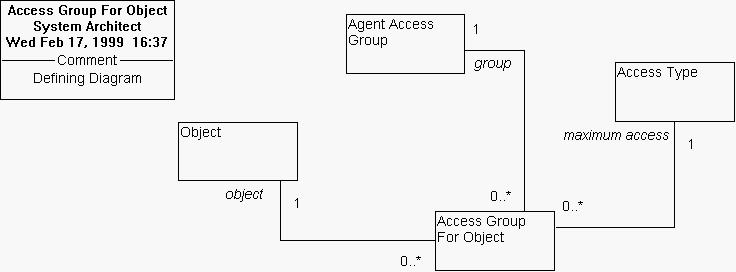 Access Group For Object
System Architect
Wed Feb 17, 1999  16:37
Comment
Defining Diagram
Agent Access
Group
1
group
Access Type
maximum access
1
Object
object
1
0..*
0..*
Access Group
For Object
0..*